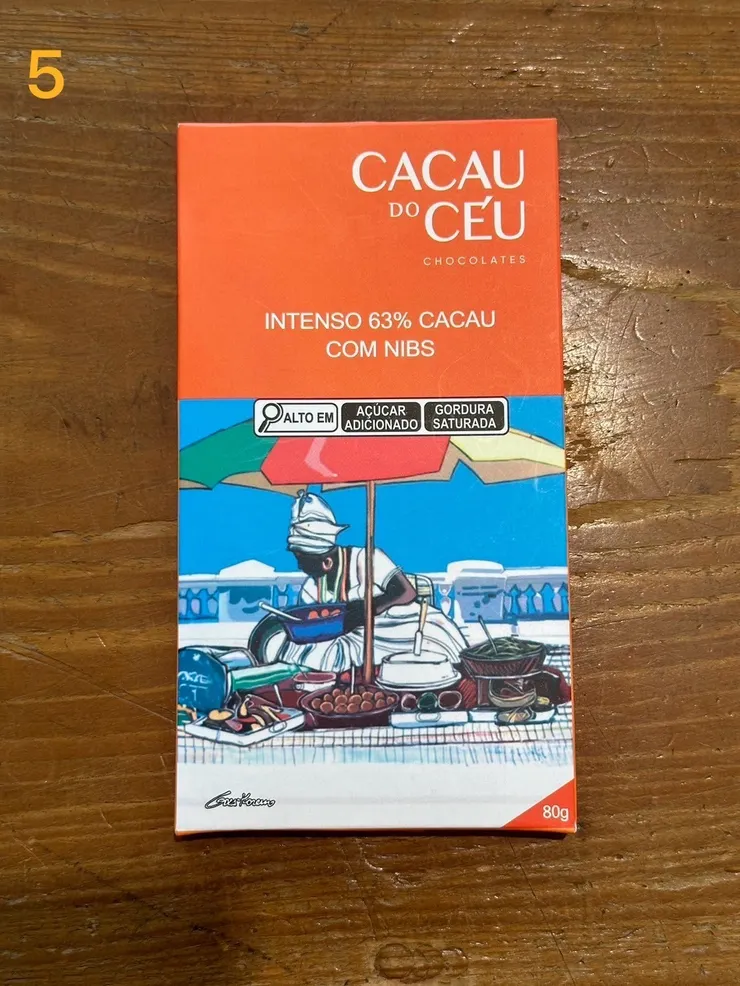 5
CACAU
DO CÉU
CHOCOLATES
INTENSO 63% CACAU
COM NIBS
ALTO EM
AÇÚCAR
ADICIONADO
GORDURA
SATURADA
80g